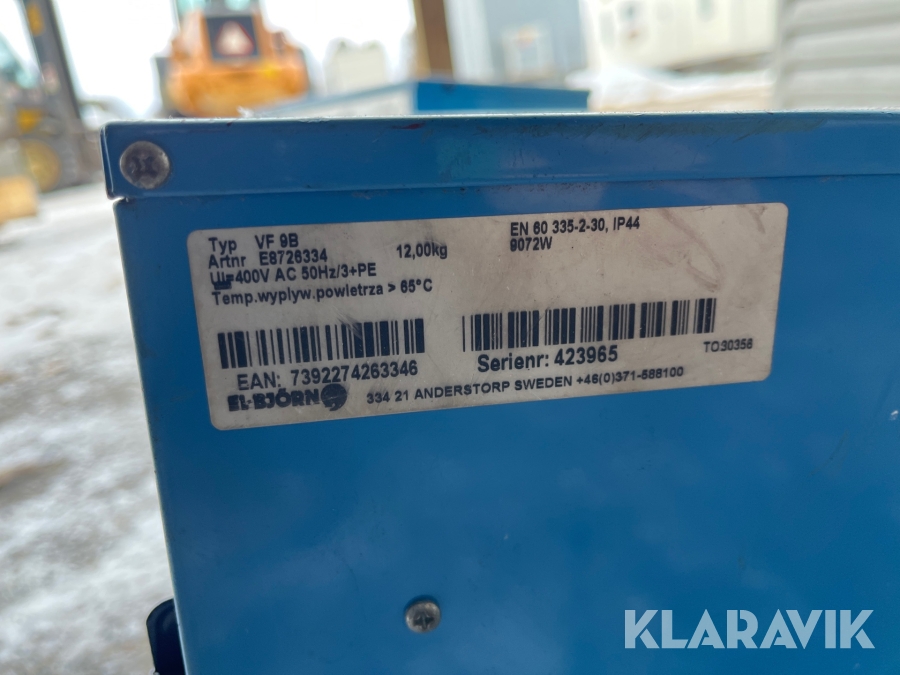 Typ VF 9B
Artnr E8726334 12,00kg
U=400V AC 50Hz/3+PE
Temp.wyplyw.powietrza > 65°C
EN 60 335-2-30, IP44
9072W
EAN: 7392274263346
Serienr: 423965
TO:30356
EL-BJÖRN 334 21 ANDERSTORP SWEDEN +46(0)371-588100
KLARAVIK